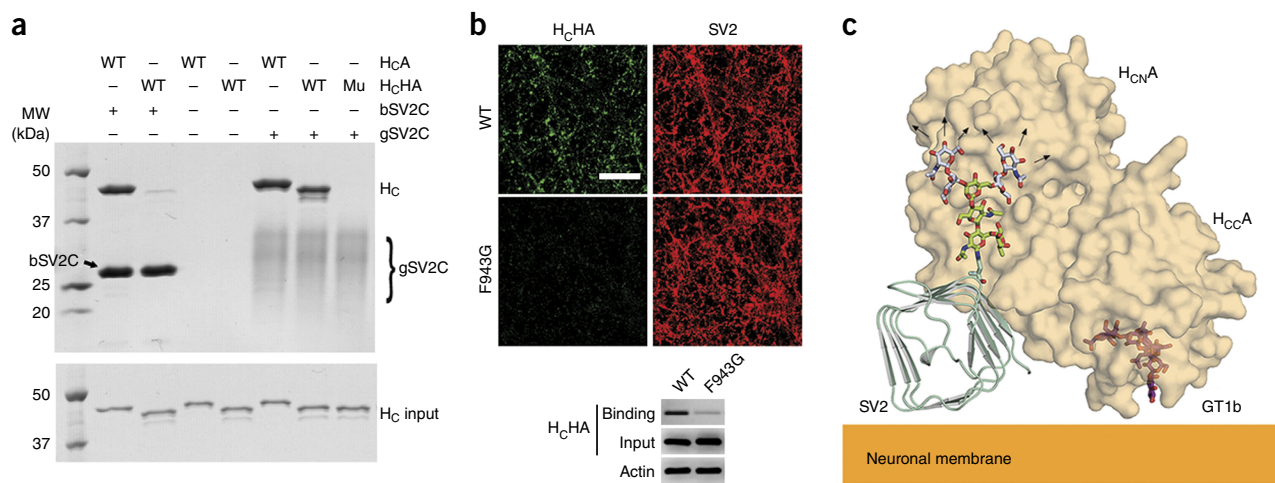 a
WT – WT – WT – – HCA
– WT – WT – WT Mu HCHA
+ + – – – – – bSV2C
– – – – + + + gSV2C
MW
(kDa)
50
37
25
20
bSV2C
HC
gSV2C
50
37
HC input
b
HCHA SV2
WT
F943G
WT F943G
HCHA
Binding
Input
Actin
c
HCNA
HCCA
SV2
GT1b
Neuronal membrane